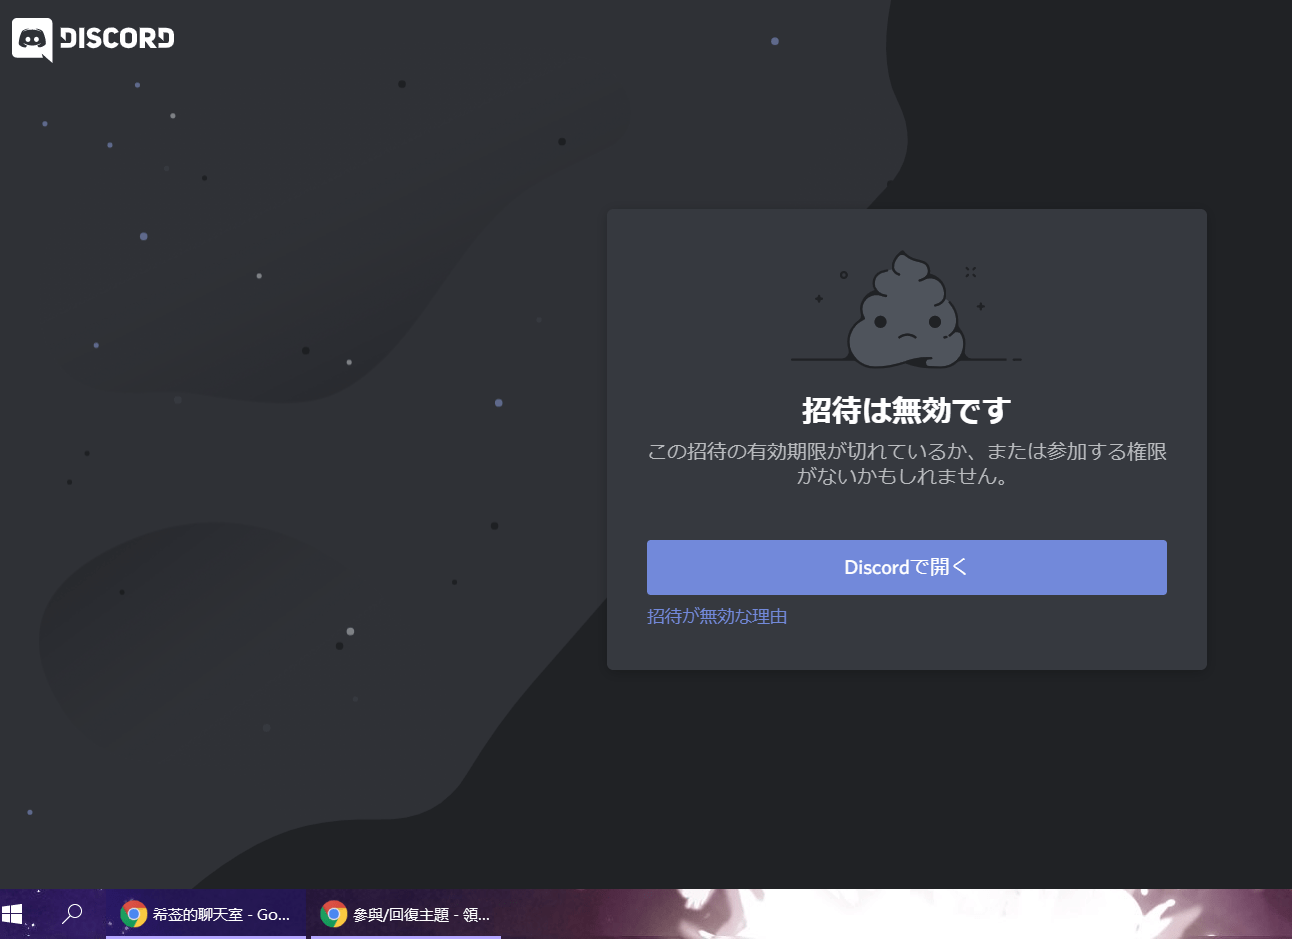 DISCORD
招待は無効です
この招待の有効期限が切れているか、または参加する権限
がないかもしれません。
Discordで開く
招待が無効な理由
希莶的聊天室 - Go...
參與/回復主題 - 領...